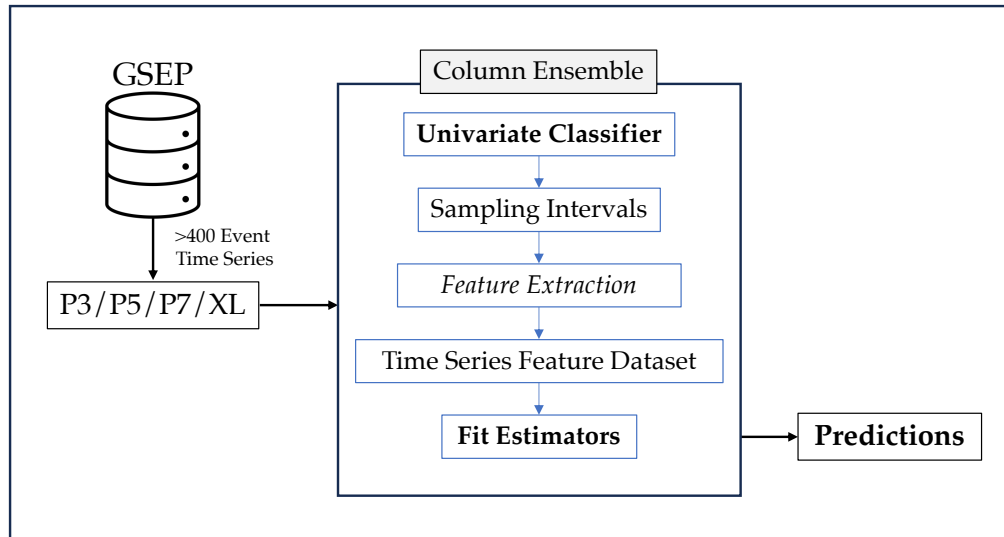 GSEP
>400 Event
Time Series
P3/P5/P7/XL
Column Ensemble
Univariate Classifier
Sampling Intervals
Feature Extraction
Time Series Feature Dataset
Fit Estimators
Predictions